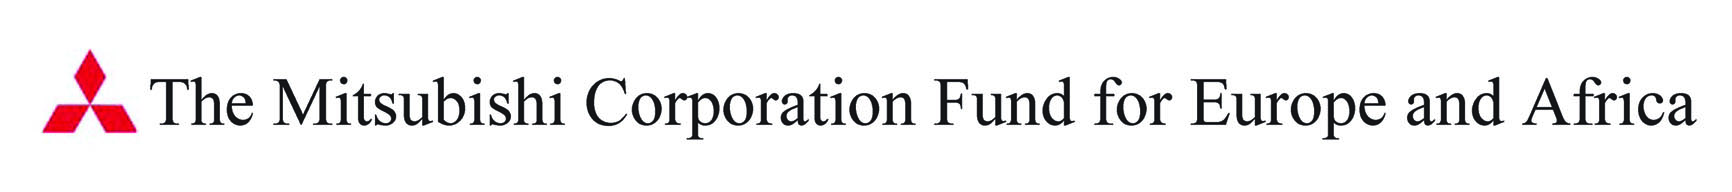 The Mitsubishi Corporation Fund for Europe and Africa